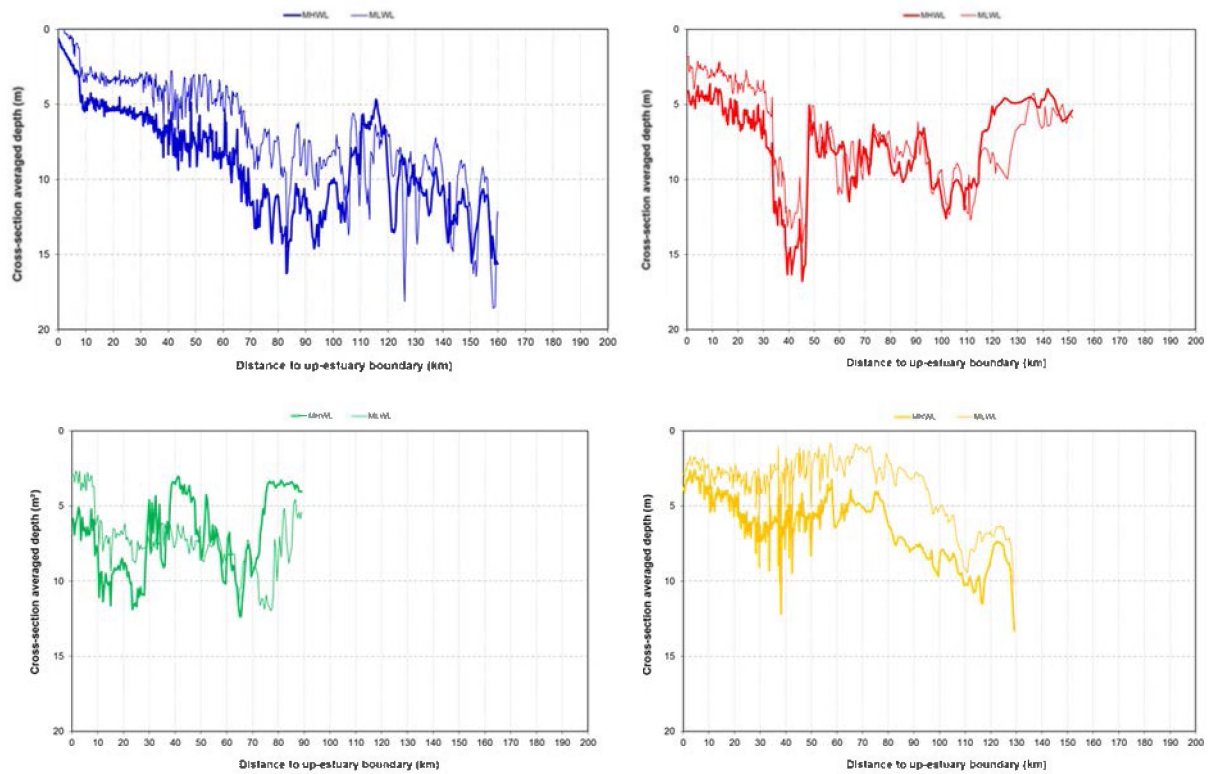 MHWL MLWL
Cross-section averaged depth (m)
0
5
10
15
20
0 10 20 30 40 50 60 70 80 90 100 110 120 130 140 150 160 170 180 190 200
Distance to up-estuary boundary (km)
MHWL MLWL
Cross-section averaged depth (m)
0
5
10
15
20
0 10 20 30 40 50 60 70 80 90 100 110 120 130 140 150 160 170 180 190 200
Distance to up-estuary boundary (km)
MHWL MLWL
Cross-section averaged depth (m²)
0
5
10
15
20
0 10 20 30 40 50 60 70 80 90 100 110 120 130 140 150 160 170 180 190 200
Distance to up-estuary boundary (km)
MHWL MLWL
Cross-section averaged depth (m)
0
5
10
15
20
0 10 20 30 40 50 60 70 80 90 100 110 120 130 140 150 160 170 180 190 200
Distance to up-estuary boundary (km)